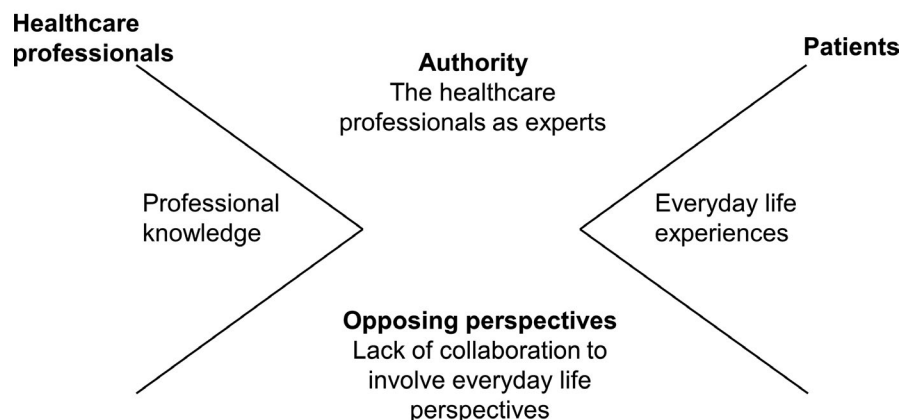 Healthcare
professionals
Patients
Authority
The healthcare
professionals as experts
Professional
knowledge
Everyday life
experiences
Opposing perspectives
Lack of collaboration to
involve everyday life
perspectives